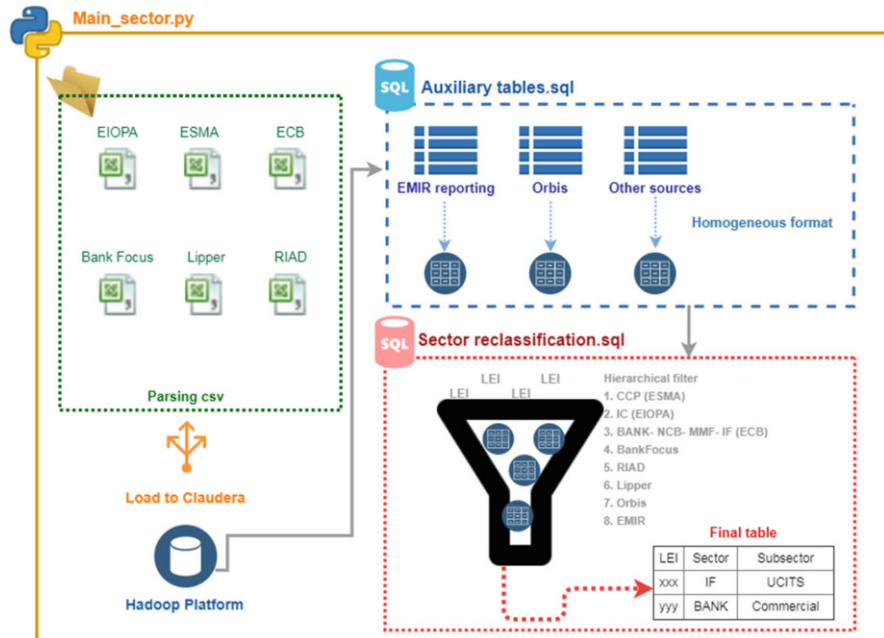 Main_sector.py
EIOPA ESMA ECB
Bank Focus Lipper RIAD
Parsing csv
Load to Claudera
Hadoop Platform
SQL Auxiliary tables.sql
EMIR reporting Orbis Other sources
Homogeneous format
SQL Sector reclassification.sql
LEI LEI
LEI LEI
Hierarchical filter
1. CCP (ESMA)
2. IC (EIOPA)
3. BANK- NCB- MMF- IF (ECB)
4. BankFocus
5. RIAD
6. Lipper
7. Orbis
8. EMIR
Final table
LEI Sector Subsector
xxx IF UCITS
yyy BANK Commercial